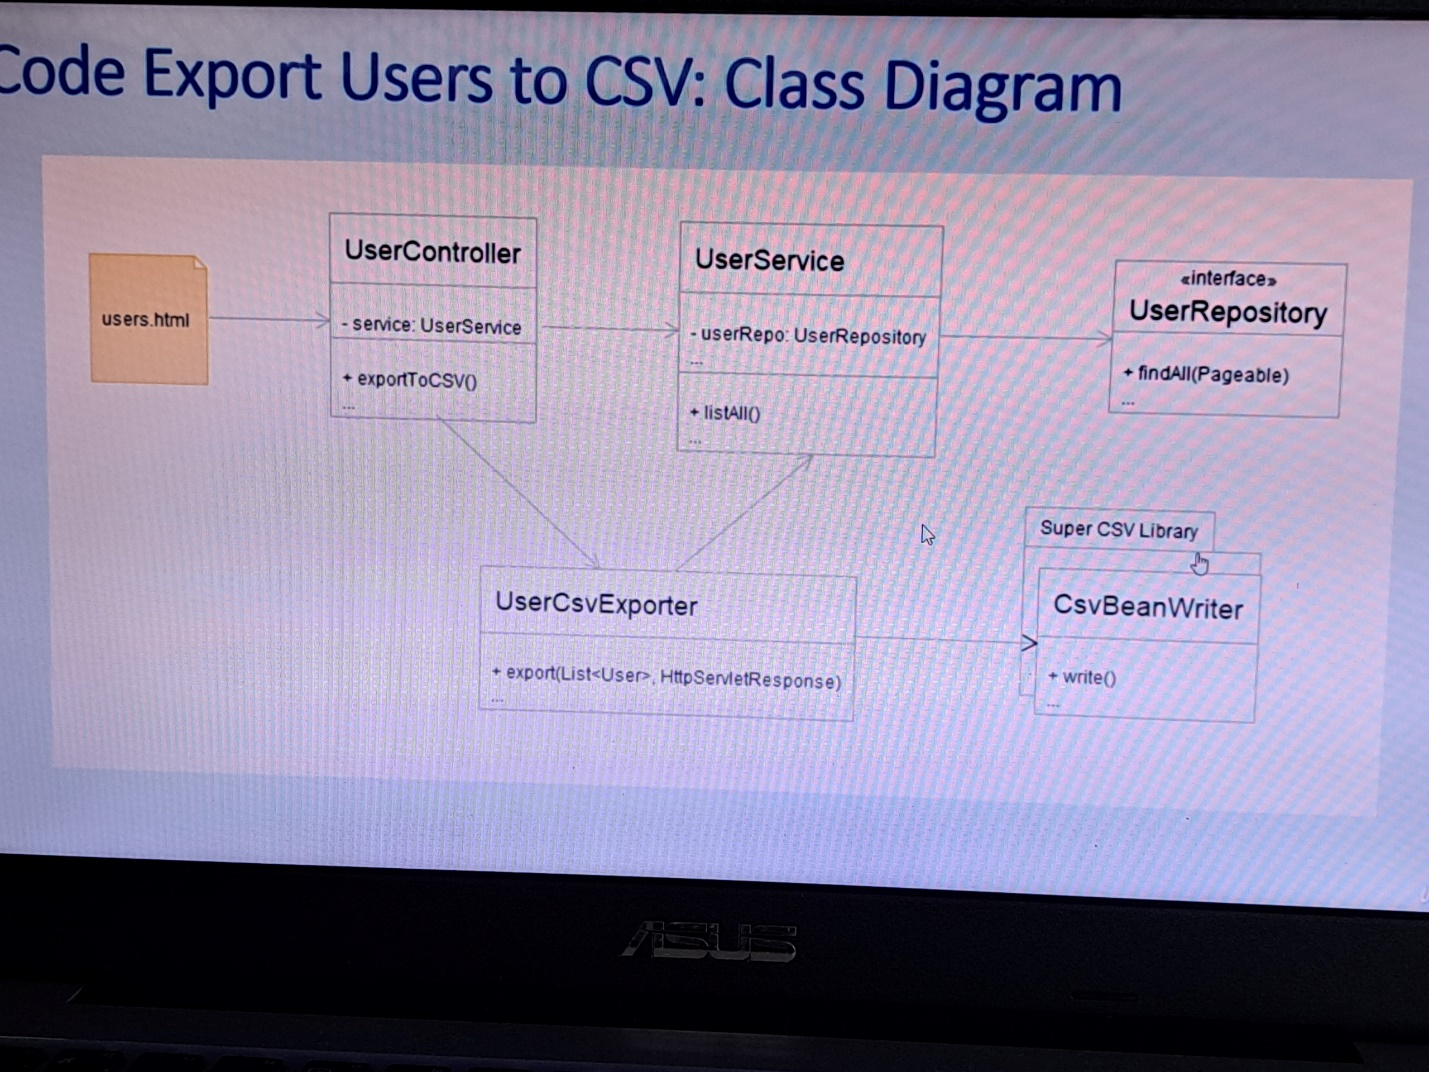 Code Export Users to CSV: Class Diagram
users.html
UserController
- service: UserService
+ exportToCSV()
...
UserService
- userRepo: UserRepository
...
+ listAll()
...
«interface»
UserRepository
+ findAll(Pageable)
...
UserCsvExporter
+ export(List<User>, HttpServletResponse)
...
Super CSV Library
CsvBeanWriter
+ write()
...
ASUS